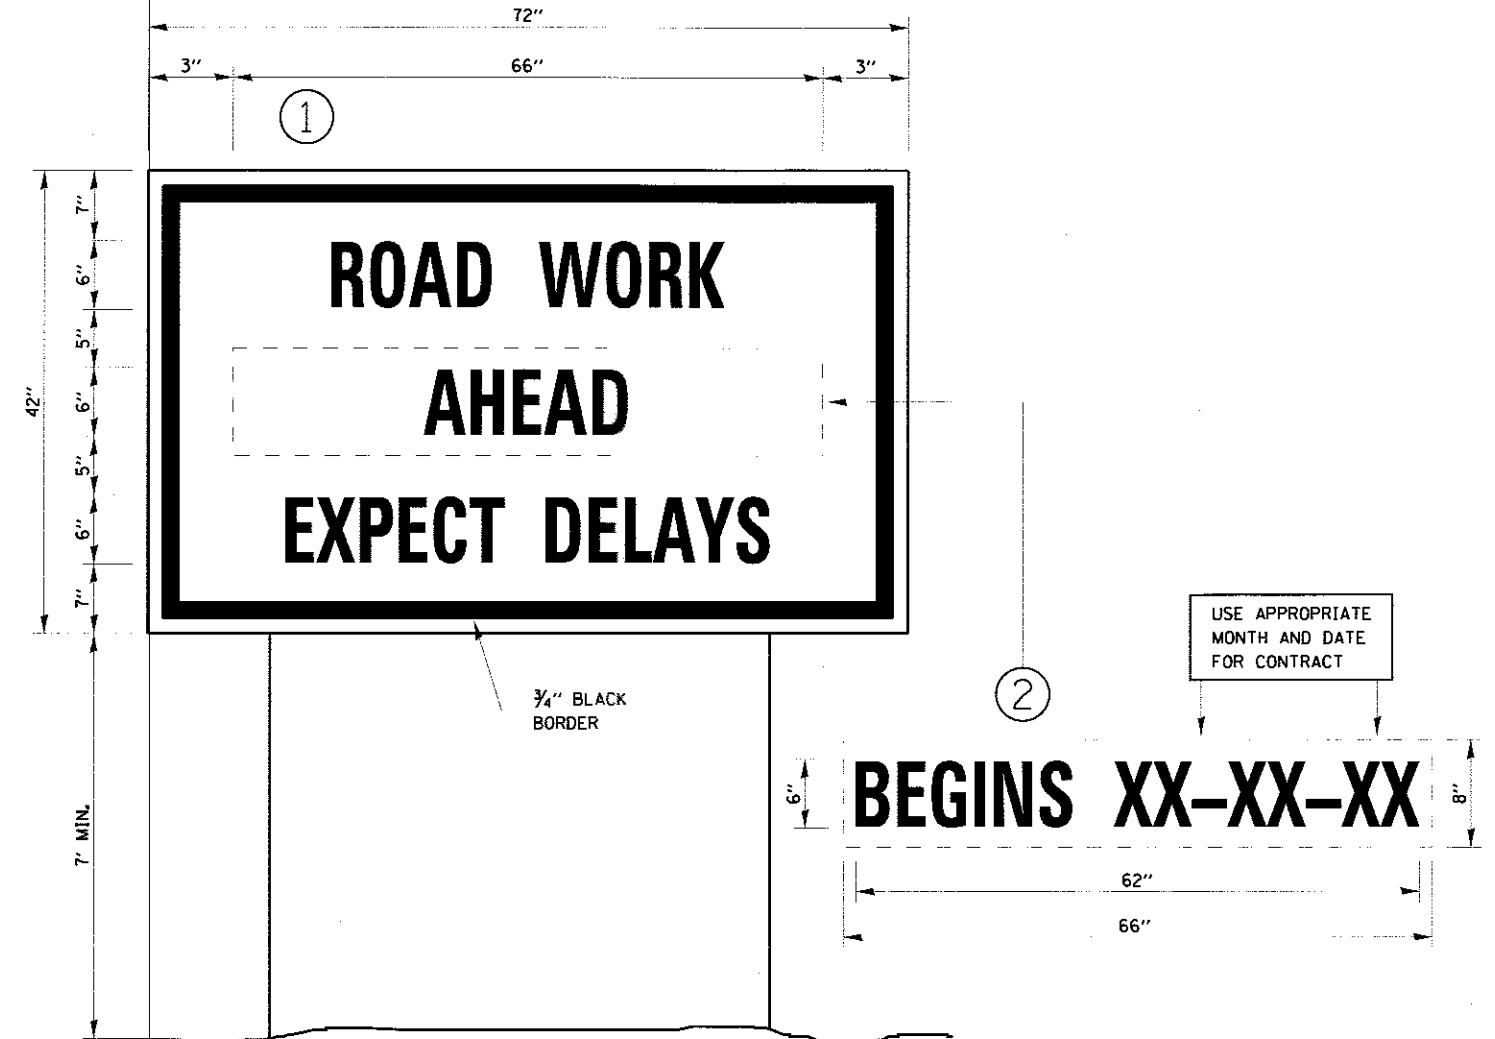 72"
3" 66" 3"
1
7"
6"
5"
6"
5"
6"
7"
42"
7' MIN.
ROAD WORK
AHEAD
EXPECT DELAYS
¾" BLACK
BORDER
2
USE APPROPRIATE
MONTH AND DATE
FOR CONTRACT
6"
BEGINS XX-XX-XX
8"
62"
66"